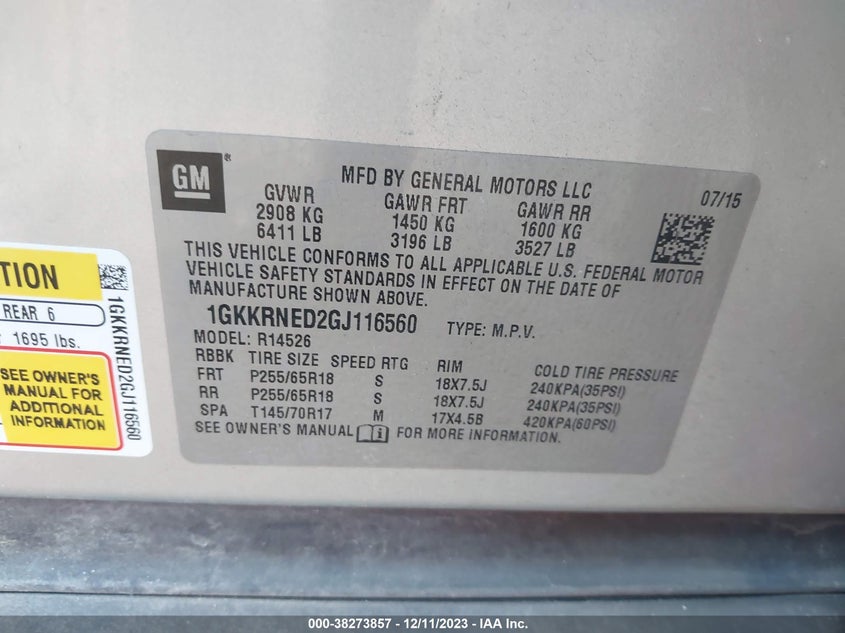 GM®
MFD BY GENERAL MOTORS LLC
07/15
GVWR GAWR FRT GAWR RR
2908 KG 1450 KG 1600 KG
6411 LB 3196 LB 3527 LB
THIS VEHICLE CONFORMS TO ALL APPLICABLE U.S. FEDERAL MOTOR
VEHICLE SAFETY STANDARDS IN EFFECT ON THE DATE OF
MANUFACTURE SHOWN ABOVE.
1GKKRNED2GJ116560 TYPE: M.P.V.
MODEL: R14526
RBBK TIRE SIZE SPEED RTG RIM COLD TIRE PRESSURE
FRT P255/65R18 S 18X7.5J 240KPA(35PSI)
RR P255/65R18 S 18X7.5J 240KPA(35PSI)
SPA T145/70R17 M 17X4.5B 420KPA(60PSI)
SEE OWNER'S MANUAL FOR MORE INFORMATION.
TION
REAR 6
1695 lbs.
SEE OWNER'S
MANUAL FOR
ADDITIONAL
INFORMATION
1GKKRNED2GJ116560
000-38273857 - 12/11/2023 - IAA Inc.